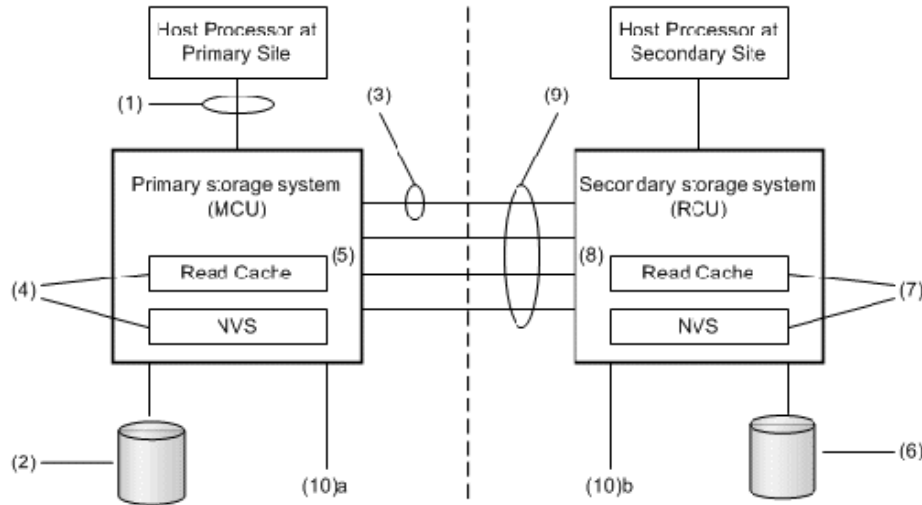 Host Processor at
Primary Site
Host Processor at
Secondary Site
(1)
(3)
(9)
Primary storage system
(MCU)
Secondary storage system
(RCU)
(5)
(8)
Read Cache
Read Cache
(4)
(7)
NVS
NVS
(2)
(6)
(10)a
(10)b